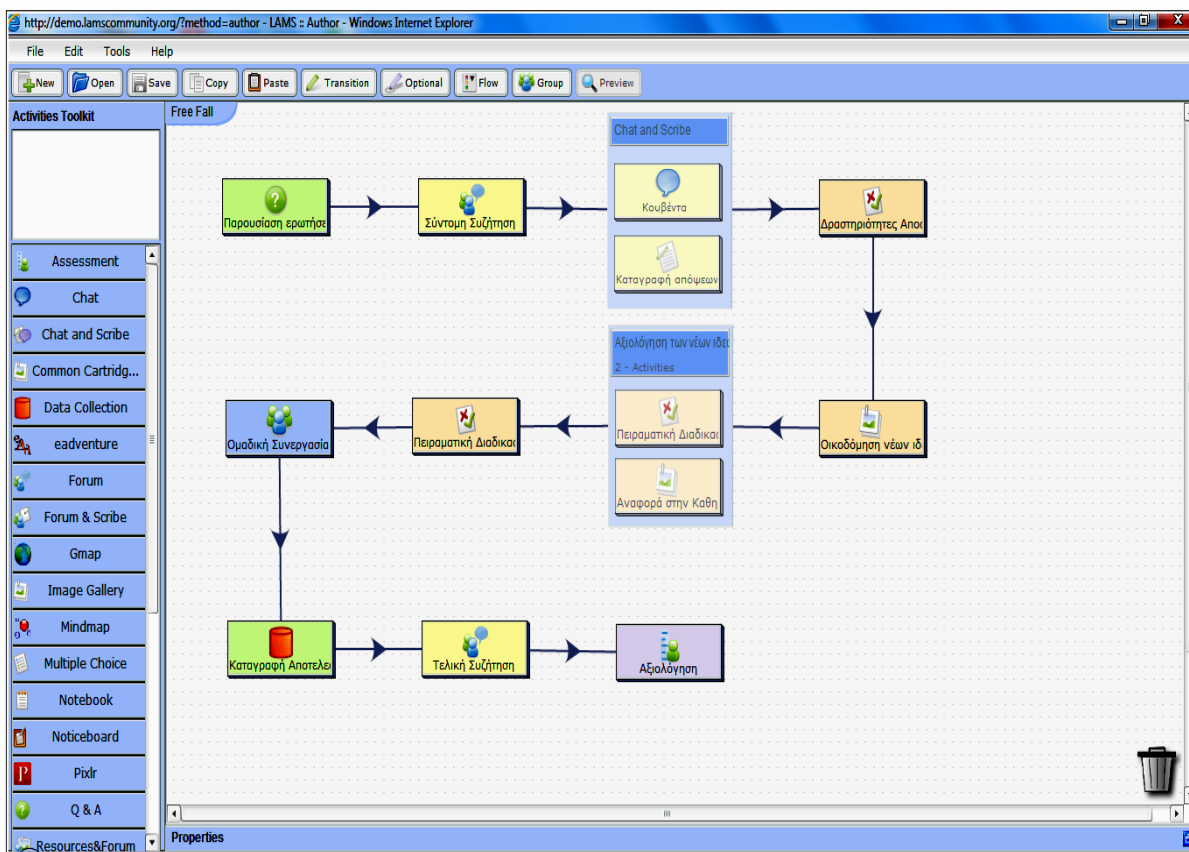 http://demo.lamscommunity.org/?method=author - LAMS :: Author - Windows Internet Explorer
File Edit Tools Help
New Open Save Copy Paste Transition Optional Flow Group Preview
Activities Toolkit
Free Fall
Assessment
Chat
Chat and Scribe
Common Cartridg...
Data Collection
eadventure
Forum
Forum & Scribe
Gmap
Image Gallery
Mindmap
Multiple Choice
Notebook
Noticeboard
Pixlr
Q & A
Resources&Forum
Παρουσίαση ερωτήσε
Σύντομη Συζήτηση
Chat and Scribe
Κουβέντα
Καταγραφή απόψεων
Δραστηριότητες Αποσ
Οικοδόμηση νέων ιδ
Αξιολόγηση των νέων ιδε
2 - Activities
Πειραματική Διαδικασ
Αναφορά στην Καθη
Πειραματική Διαδικασ
Ομαδική Συνεργασία
Καταγραφή Αποτελε
Τελική Συζήτηση
Αξιολόγηση
Properties